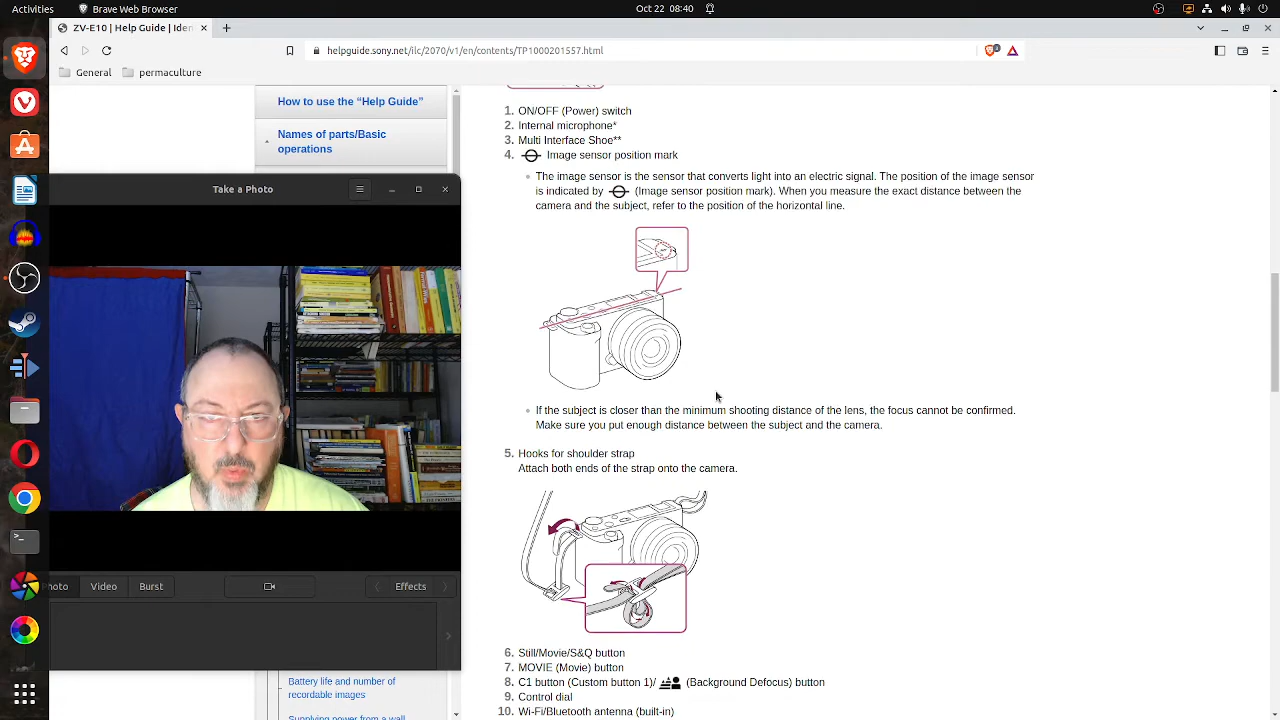 Activities
Brave Web Browser
Oct 22 08:40
ZV-E10 | Help Guide | Iden
helpguide.sony.net/ilc/2070/v1/en/contents/TP1000201557.html
General
permaculture
How to use the “Help Guide”
Names of parts/Basic
operations
Take a Photo
Photo
Video
Burst
Effects
Battery life and number of
recordable images
Supplying power from a wall
1. ON/OFF (Power) switch
2. Internal microphone*
3. Multi Interface Shoe**
4. Image sensor position mark
The image sensor is the sensor that converts light into an electric signal. The position of the image sensor
is indicated by (Image sensor position mark). When you measure the exact distance between the
camera and the subject, refer to the position of the horizontal line.
If the subject is closer than the minimum shooting distance of the lens, the focus cannot be confirmed.
Make sure you put enough distance between the subject and the camera.
5. Hooks for shoulder strap
Attach both ends of the strap onto the camera.
6. Still/Movie/S&Q button
7. MOVIE (Movie) button
8. C1 button (Custom button 1)/ (Background Defocus) button
9. Control dial
10. Wi-Fi/Bluetooth antenna (built-in)